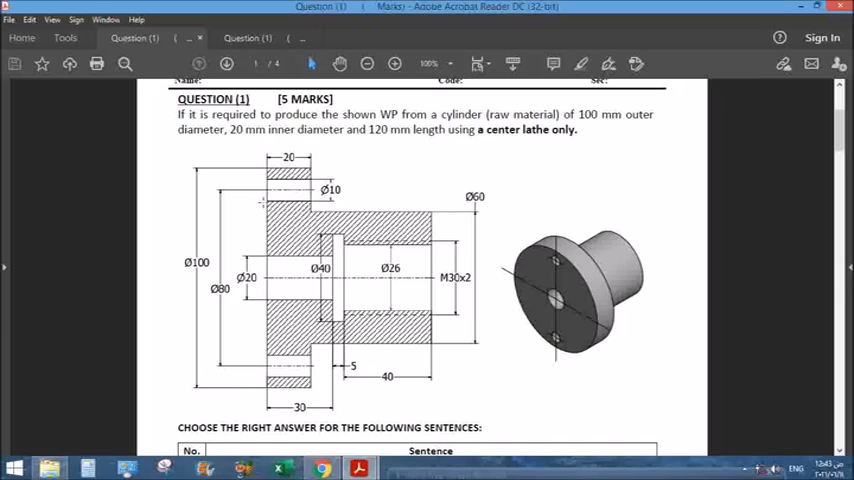 Question (1) ( Marks) - Adobe Acrobat Reader DC (32-bit)
File Edit View Sign Window Help
Home Tools Question (1) ( ... × Question (1) ( ... Sign In
1 / 4 100%
Name: Code: Sec:
QUESTION (1) [5 MARKS]
If it is required to produce the shown WP from a cylinder (raw material) of 100 mm outer
diameter, 20 mm inner diameter and 120 mm length using a center lathe only.
20
Ø10
Ø60
Ø100
Ø80
Ø20
Ø40
Ø26
M30x2
5
40
30
CHOOSE THE RIGHT ANSWER FOR THE FOLLOWING SENTENCES:
No. Sentence
ENG
12:43 ص